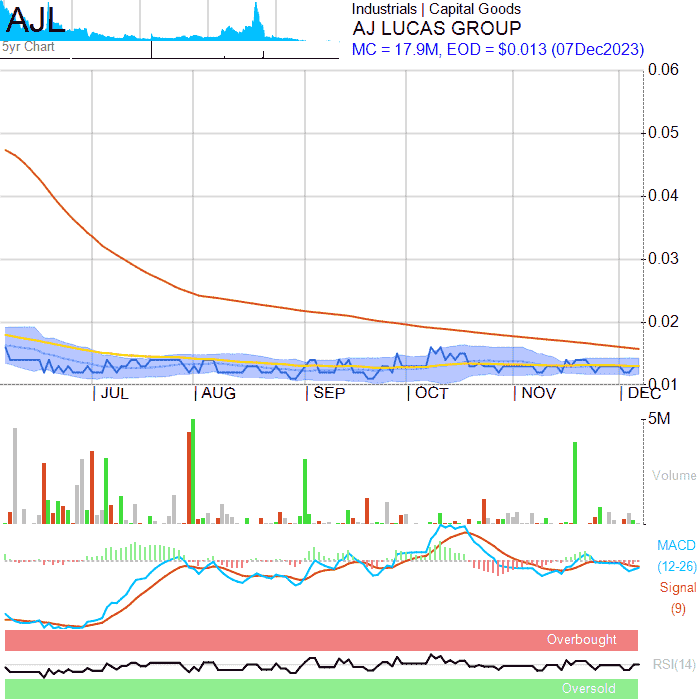 AJL
5yr Chart
Industrials | Capital Goods
AJ LUCAS GROUP
MC = 17.9M, EOD = $0.013 (07Dec2023)
0.06
0.05
0.04
0.03
0.02
0.01
JUL AUG SEP OCT NOV DEC
5M
Volume
MACD
(12-26)
Signal
(9)
Overbought
RSI(14)
Oversold